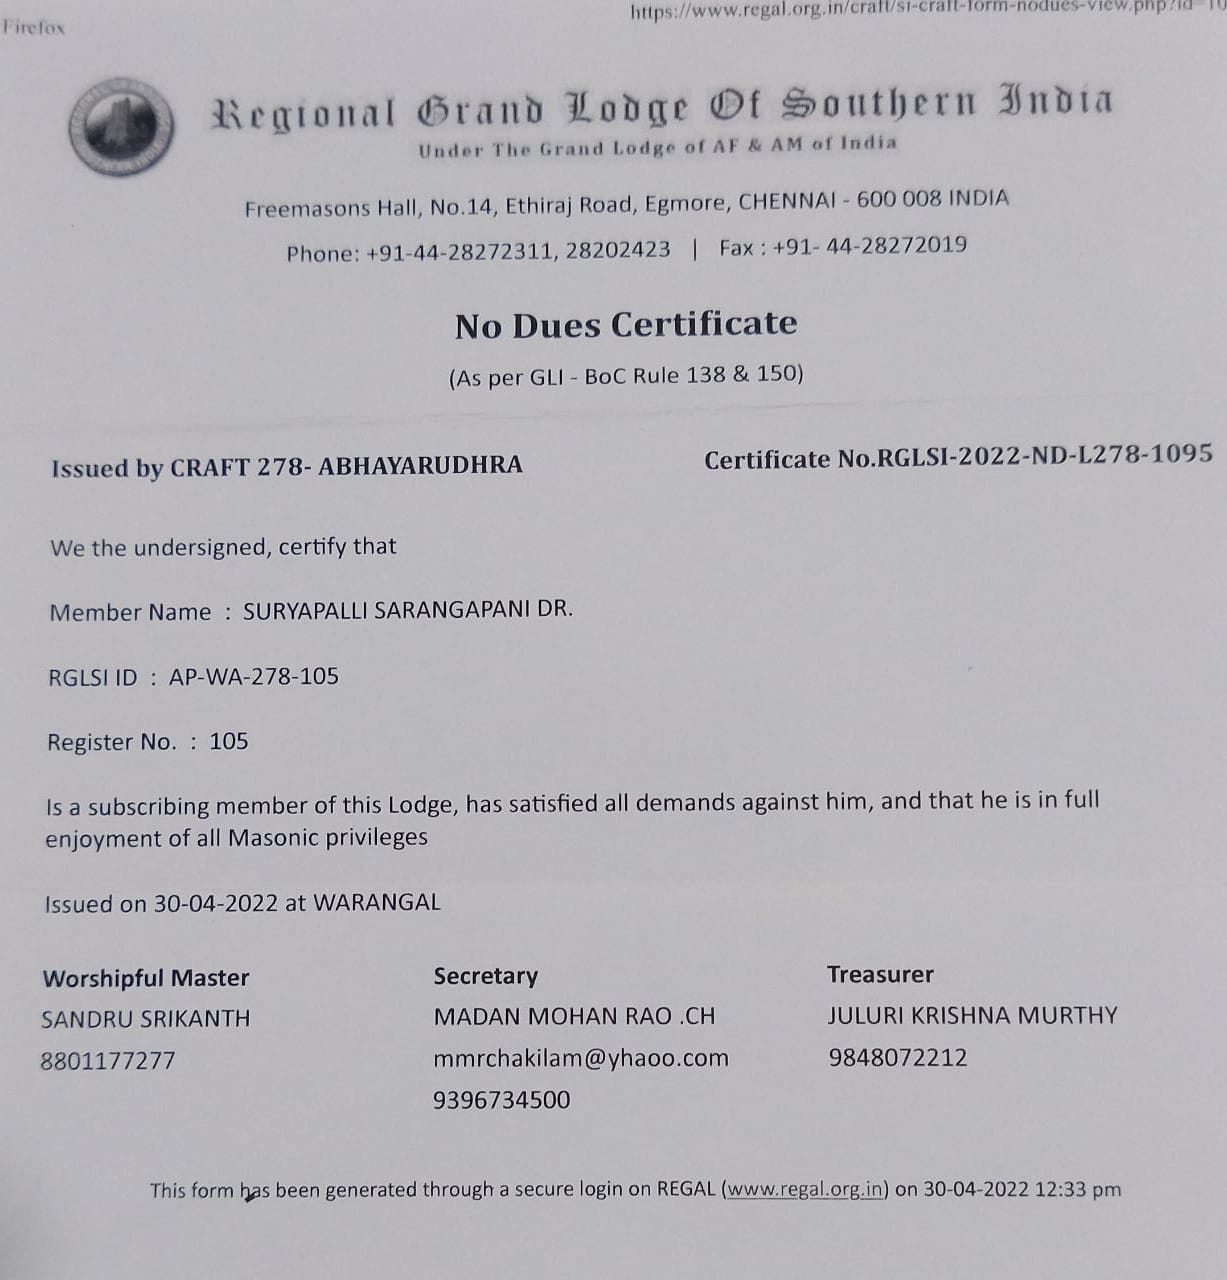 Firefox
https://www.regal.org.in/craft/si-craft-form-nodues-view.php?id=10
Regional Grand Lodge Of Southern India
Under The Grand Lodge of AF & AM of India
Freemasons Hall, No.14, Ethiraj Road, Egmore, CHENNAI - 600 008 INDIA
Phone: +91-44-28272311, 28202423 | Fax : +91- 44-28272019
No Dues Certificate
(As per GLI - BoC Rule 138 & 150)
Issued by CRAFT 278- ABHAYARUDHRA Certificate No.RGLSI-2022-ND-L278-1095
We the undersigned, certify that
Member Name : SURYAPALLI SARANGAPANI DR.
RGLSI ID : AP-WA-278-105
Register No. : 105
Is a subscribing member of this Lodge, has satisfied all demands against him, and that he is in full
enjoyment of all Masonic privileges
Issued on 30-04-2022 at WARANGAL
Worshipful Master Secretary Treasurer
SANDRU SRIKANTH MADAN MOHAN RAO .CH JULURI KRISHNA MURTHY
8801177277 mmrchakilam@yhaoo.com 9848072212
9396734500
This form has been generated through a secure login on REGAL (www.regal.org.in) on 30-04-2022 12:33 pm